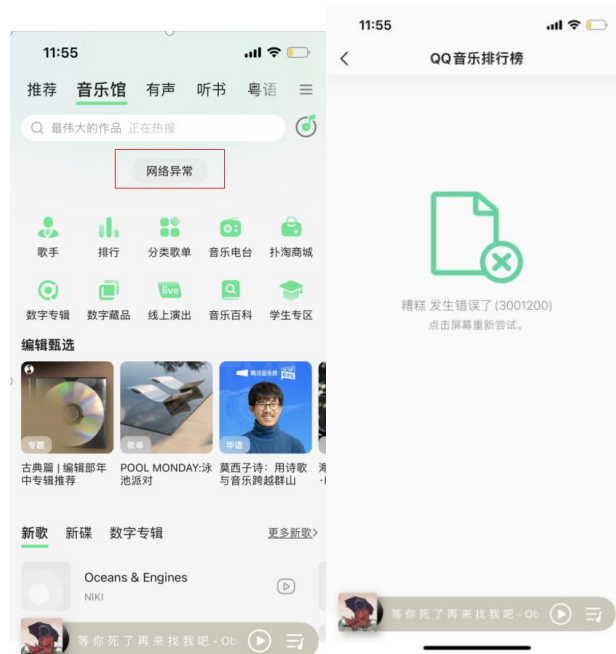 11:55
推荐 音乐馆 有声 听书 粤语
最伟大的作品 正在热搜
网络异常
歌手 排行 分类歌单 音乐电台 扑淘商城
live
数字专辑 数字藏品 线上演出 音乐百科 学生专区
编辑甄选
专题 歌单 华语
古典篇 | 编辑部年中专辑推荐
POOL MONDAY:泳池派对
莫西子诗：用诗歌与音乐跨越群山
新歌 新碟 数字专辑 更多新歌>
Oceans & Engines
NIKI
等你死了再来找我吧 - Ob
11:55
QQ音乐排行榜
糟糕 发生错误了(3001200)
点击屏幕重新尝试。
等你死了再来找我吧 - Ob